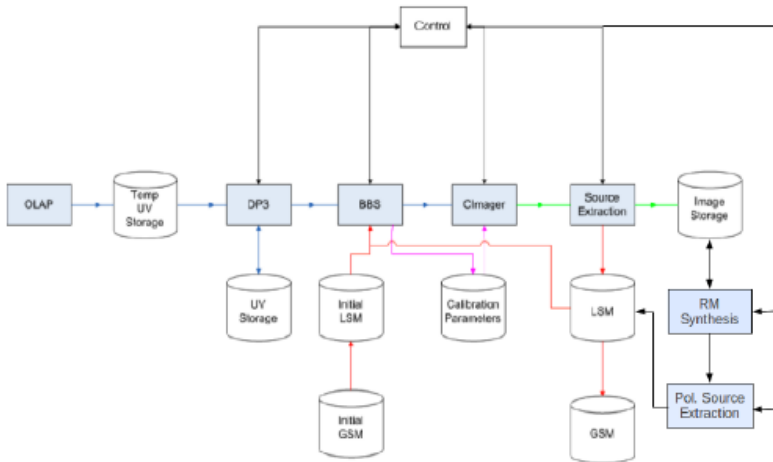 Control
OLAP
Temp
UV
Storage
DP3
BBS
CImager
Source
Extraction
Image
Storage
UV
Storage
Initial
LSM
Calibration
Parameters
LSM
RM
Synthesis
Initial
GSM
GSM
Pol. Source
Extraction